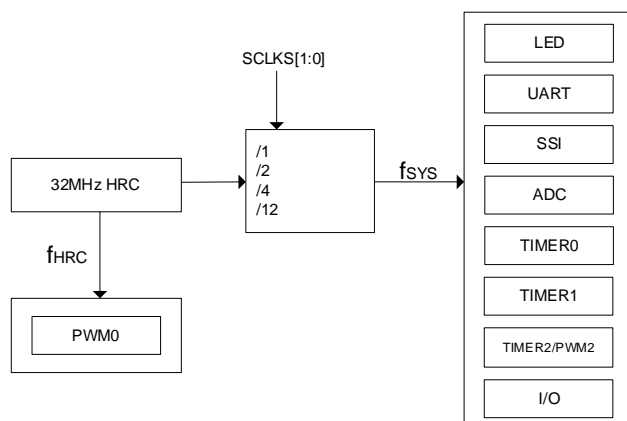 SCLKS[1:0]
32MHz HRC
/1
/2
/4
/12
fSYS
fHRC
PWM0
LED
UART
SSI
ADC
TIMER0
TIMER1
TIMER2/PWM2
I/O